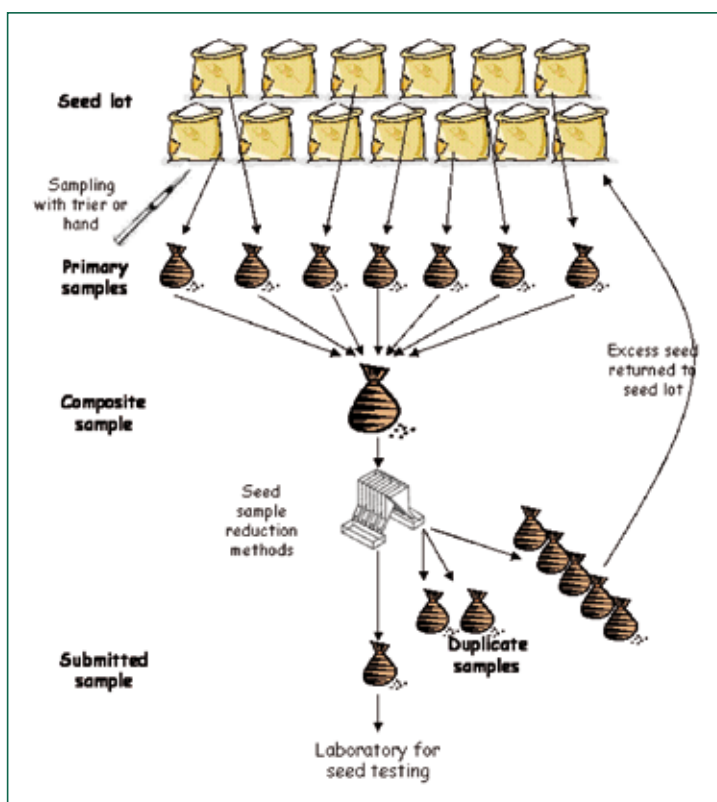 Seed lot
Sampling
with trier or
hand
Primary
samples
Excess seed
returned to
seed lot
Composite
sample
Seed
sample
reduction
methods
Duplicate
samples
Submitted
sample
Laboratory for
seed testing